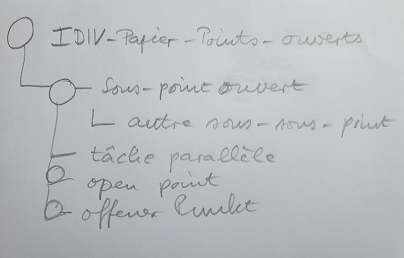 IDIV-Papier-Points-ouverts
Sous-point ouvert
autre sous-sous-point
tâche parallèle
open point
offener Punkt